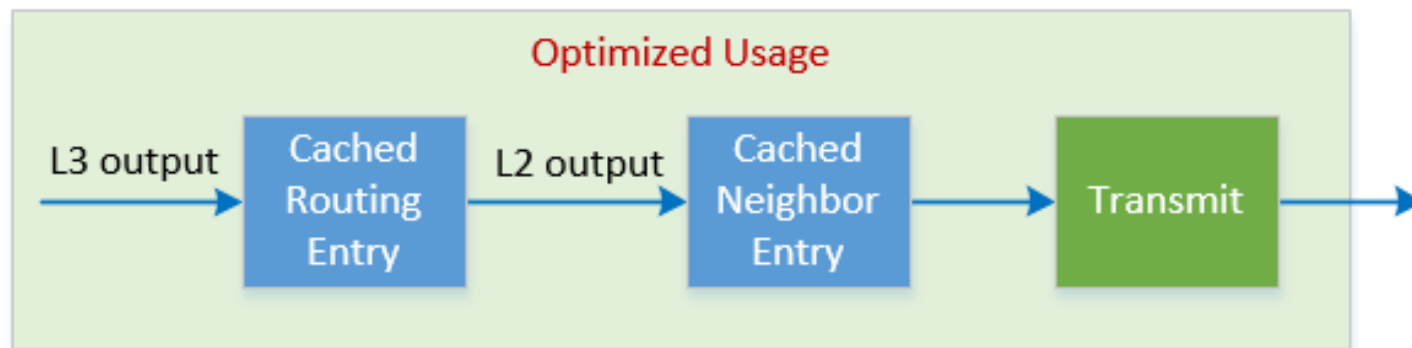 Optimized Usage
L3 output
Cached
Routing
Entry
L2 output
Cached
Neighbor
Entry
Transmit